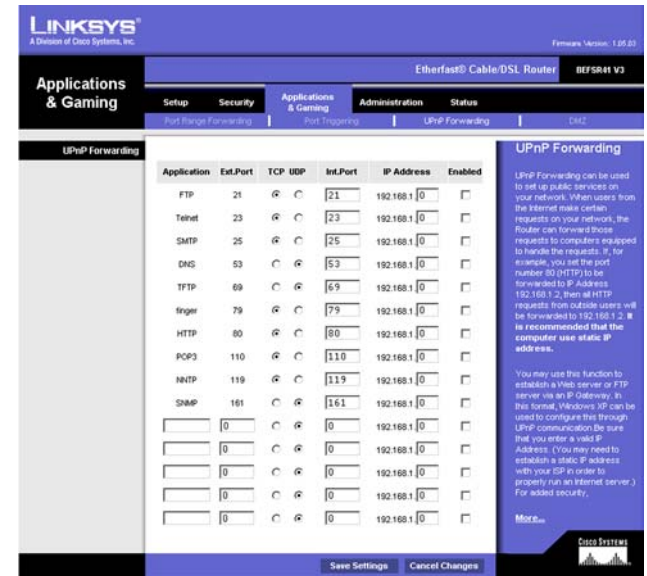 LINKSYS®
A Division of Cisco Systems, Inc.
Firmware Version: 1.05.03
Applications & Gaming
Etherfast® Cable/DSL Router BEFSR41 V3
Setup Security Applications & Gaming Administration Status
Port Range Forwarding Port Triggering UPnP Forwarding DMZ
UPnP Forwarding
Application Ext.Port TCP UDP Int.Port IP Address Enabled
FTP 21 21 192.168.1. 0
Telnet 23 23 192.168.1. 0
SMTP 25 25 192.168.1. 0
DNS 53 53 192.168.1. 0
TFTP 69 69 192.168.1. 0
finger 79 79 192.168.1. 0
HTTP 80 80 192.168.1. 0
POP3 110 110 192.168.1. 0
NNTP 119 119 192.168.1. 0
SNMP 161 161 192.168.1. 0
0 0 192.168.1. 0
0 0 192.168.1. 0
0 0 192.168.1. 0
0 0 192.168.1. 0
0 0 192.168.1. 0
UPnP Forwarding
UPnP Forwarding can be used
to set up public services on
your network. When users from
the Internet make certain
requests on your network, the
Router can forward those
requests to computers equipped
to handle the requests. If, for
example, you set the port
number 80 (HTTP) to be
forwarded to IP Address
192.168.1.2, then all HTTP
requests from outside users will
be forwarded to 192.168.1.2. It
is recommended that the
computer use static IP
address.
You may use this function to
establish a Web server or FTP
server via an IP Gateway. In
this format, Windows XP can be
used to configure this through
UPnP communication.Be sure
that you enter a valid IP
Address. (You may need to
establish a static IP address
with your ISP in order to
properly run an Internet server.)
For added security,
More...
Save Settings Cancel Changes
CISCO SYSTEMS